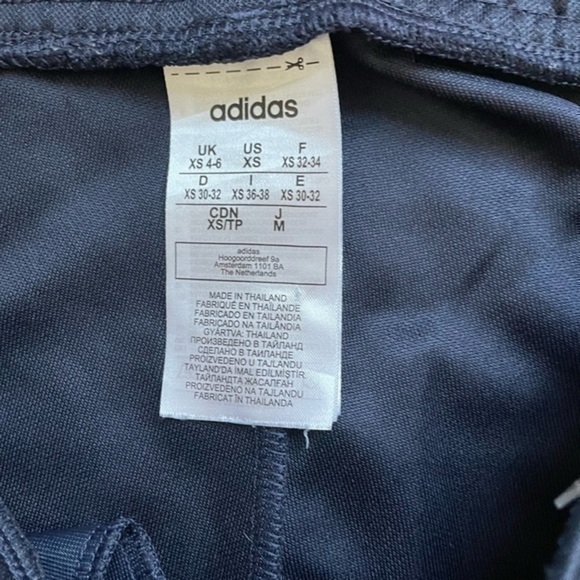 adidas
UK US F
XS 4-6 XS XS 32-34
D I E
XS 30-32 XS 36-38 XS 30-32
CDN J
XS/TP M
adidas
Hoogoorddreef 9a
Amsterdam 1101 BA
The Netherlands
MADE IN THAILAND
FABRIQUÉ EN THAÏLANDE
FABRICADO EN TAILANDIA
FABRICADO NA TAILÂNDIA
GYÁRTVA: THAIFÖLD
ПРОИЗВЕДЕНО В ТАИЛАНД
СДЕЛАНО В ТАИЛАНДЕ
PROIZVEDENO U TAJLANDU
TAYLAND'DA İMAL EDİLMİŞTİR
ТАЙЛАНДТА ЖАСАЛҒАН
PROIZVEDENO NA TAJSKEM
FABRICAT ÎN THAILANDA